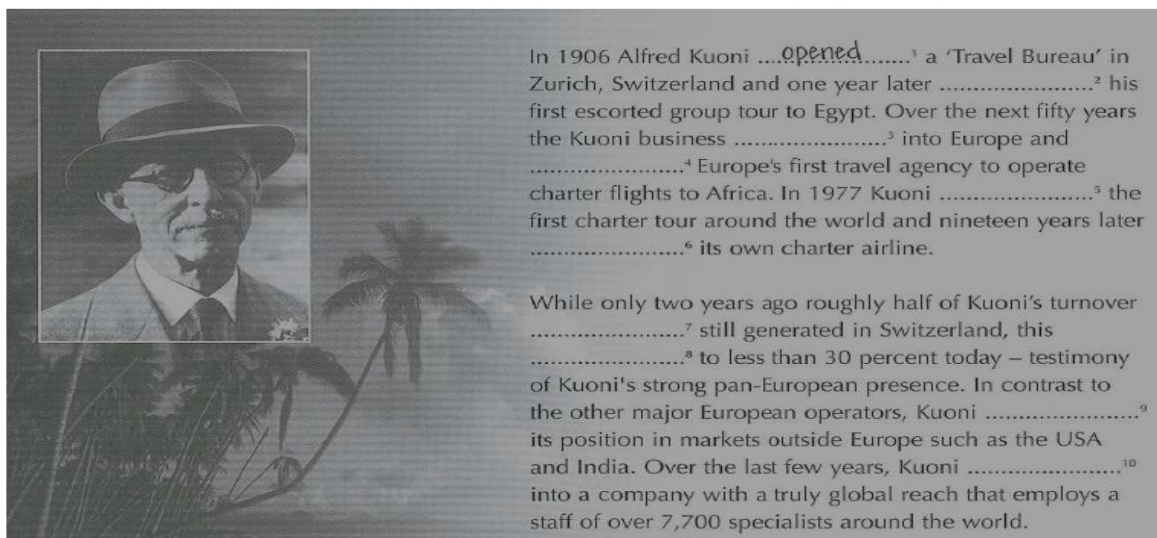 In 1906 Alfred Kuoni ....opened.......¹ a ‘Travel Bureau’ in
Zurich, Switzerland and one year later .......................² his
first escorted group tour to Egypt. Over the next fifty years
the Kuoni business .......................³ into Europe and
.......................⁴ Europe’s first travel agency to operate
charter flights to Africa. In 1977 Kuoni .......................⁵ the
first charter tour around the world and nineteen years later
.......................⁶ its own charter airline.
While only two years ago roughly half of Kuoni’s turnover
.......................⁷ still generated in Switzerland, this
.......................⁸ to less than 30 percent today – testimony
of Kuoni's strong pan-European presence. In contrast to
the other major European operators, Kuoni .......................⁹
its position in markets outside Europe such as the USA
and India. Over the last few years, Kuoni .......................¹⁰
into a company with a truly global reach that employs a
staff of over 7,700 specialists around the world.